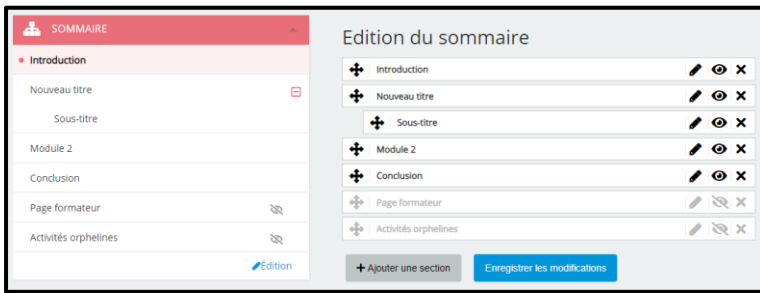 SOMMAIRE
Introduction
Nouveau titre
Sous-titre
Module 2
Conclusion
Page formateur
Activités orphelines
Édition
Edition du sommaire
Introduction
Nouveau titre
Sous-titre
Module 2
Conclusion
Page formateur
Activités orphelines
+ Ajouter une section
Enregistrer les modifications